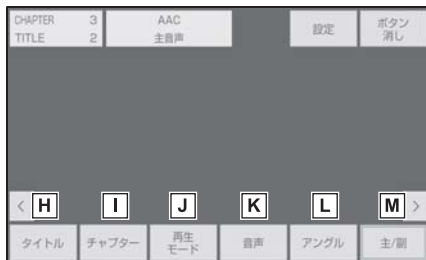 CHAPTER 3
TITLE 2
AAC
主音声
設定
ボタン
消し
< H I J K L M >
タイトル
チャプター
再生
モード
音声
アングル
主/副